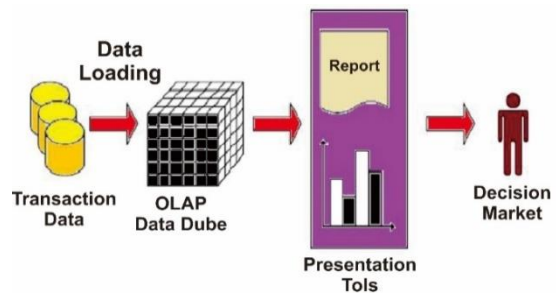 Data
Loading
Transaction
Data
OLAP
Data Dube
Report
Presentation
Tols
Decision
Market